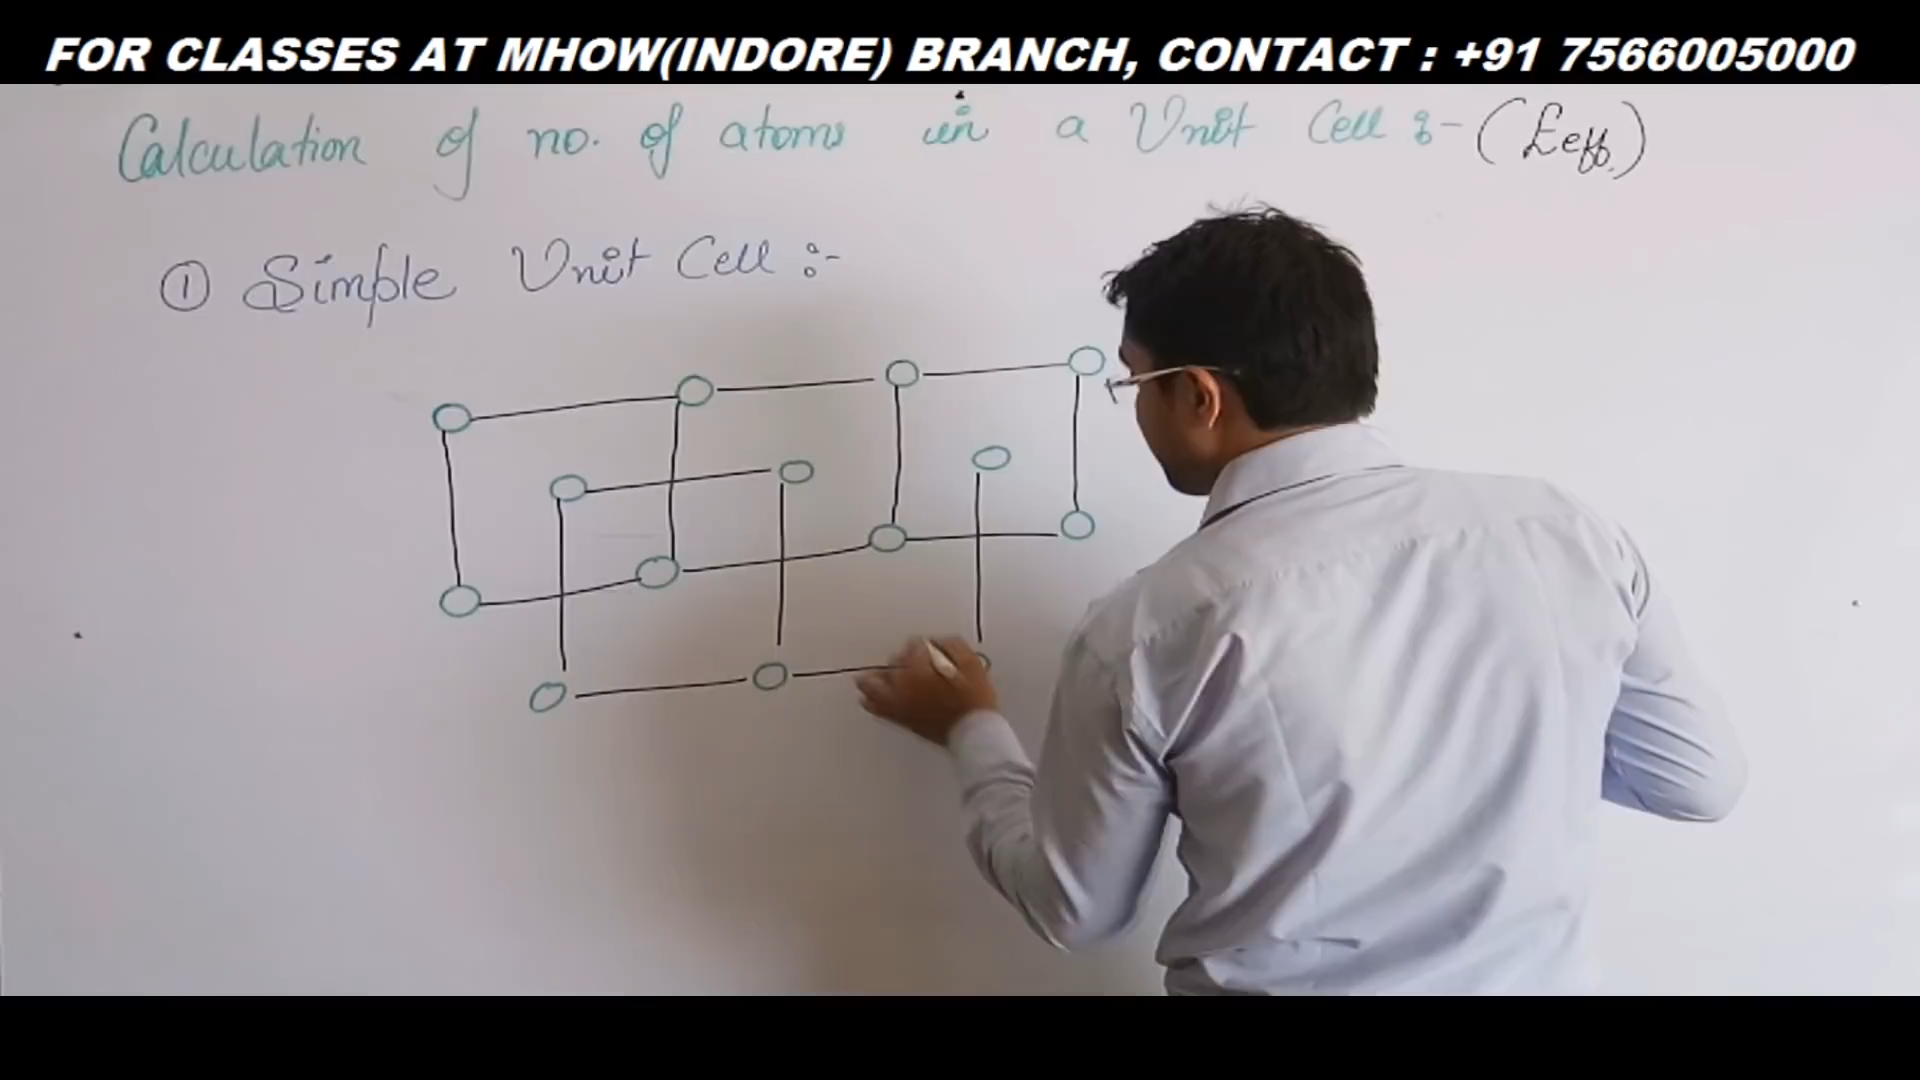 FOR CLASSES AT MHOW(INDORE) BRANCH, CONTACT : +91 7566005000
Calculation of no. of atoms in a Unit Cell :- (Zeff.)
① Simple Unit Cell :-